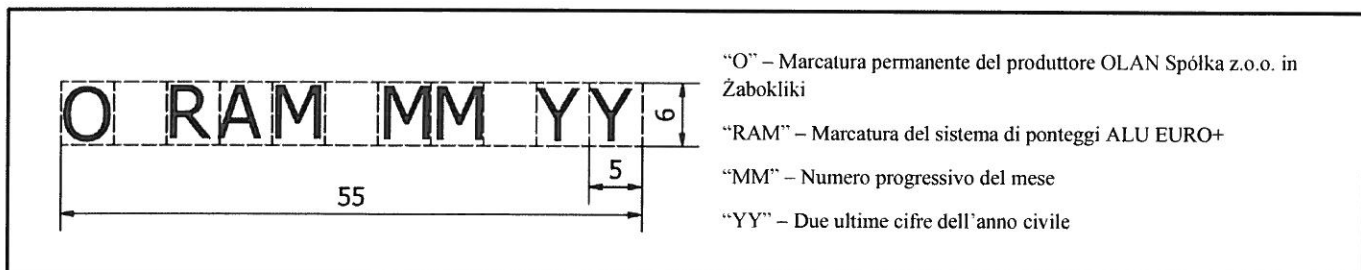 O RAM MM YY
6
5
55
“O” – Marcatura permanente del produttore OLAN Spółka z.o.o. in
Żabokliki
“RAM” – Marcatura del sistema di ponteggi ALU EURO+
“MM” – Numero progressivo del mese
“YY” – Due ultime cifre dell’anno civile